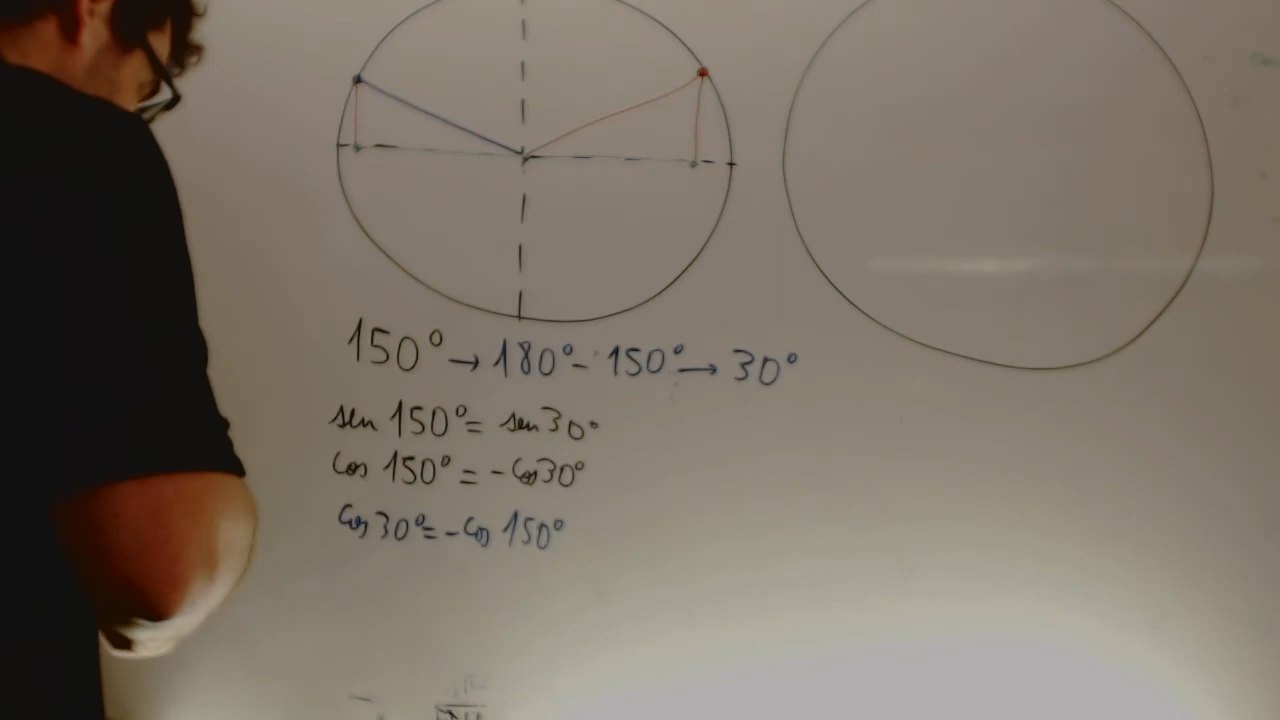 150° → 180° - 150° → 30°
sen 150° = sen 30°
cos 150° = - cos 30°
cos 30° = - cos 150°